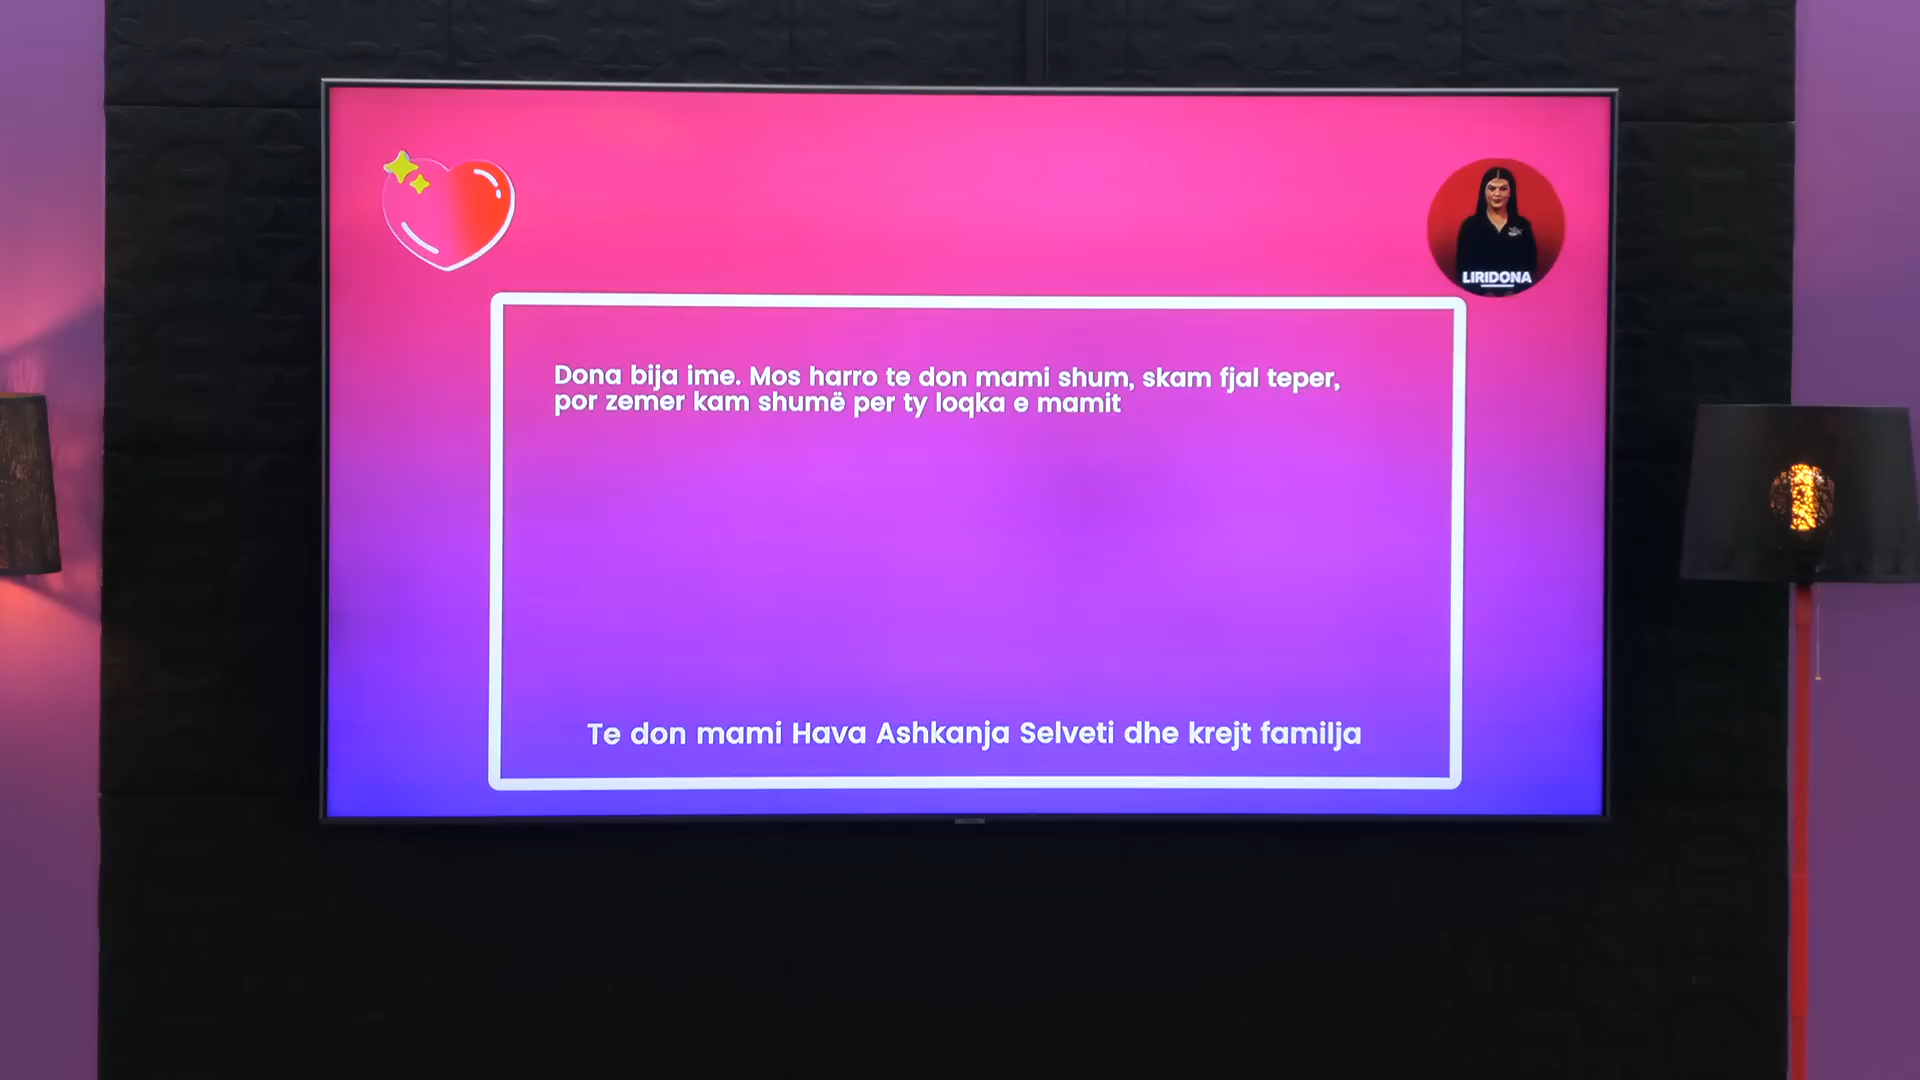 LIRIDONA
Dona bija ime. Mos harro te don mami shum, skam fjal teper,
por zemer kam shumë per ty loqka e mamit
Te don mami Hava Ashkanja Selveti dhe krejt familja